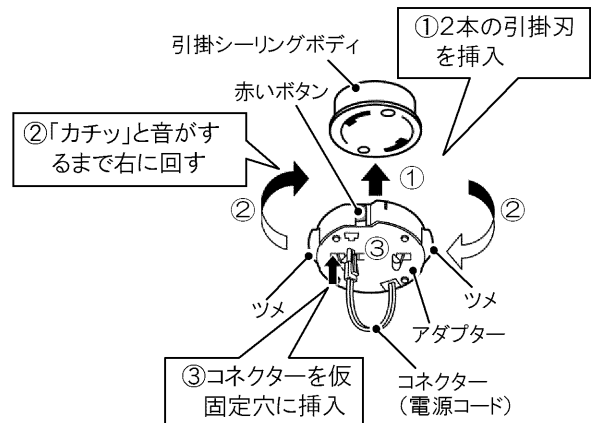 ①2本の引掛刃
を挿入
引掛シーリングボディ
赤いボタン
②「カチッ」と音がす
るまで右に回す
①
②
②
③
ツメ
ツメ
アダプター
③コネクターを仮
固定穴に挿入
コネクター
（電源コード）